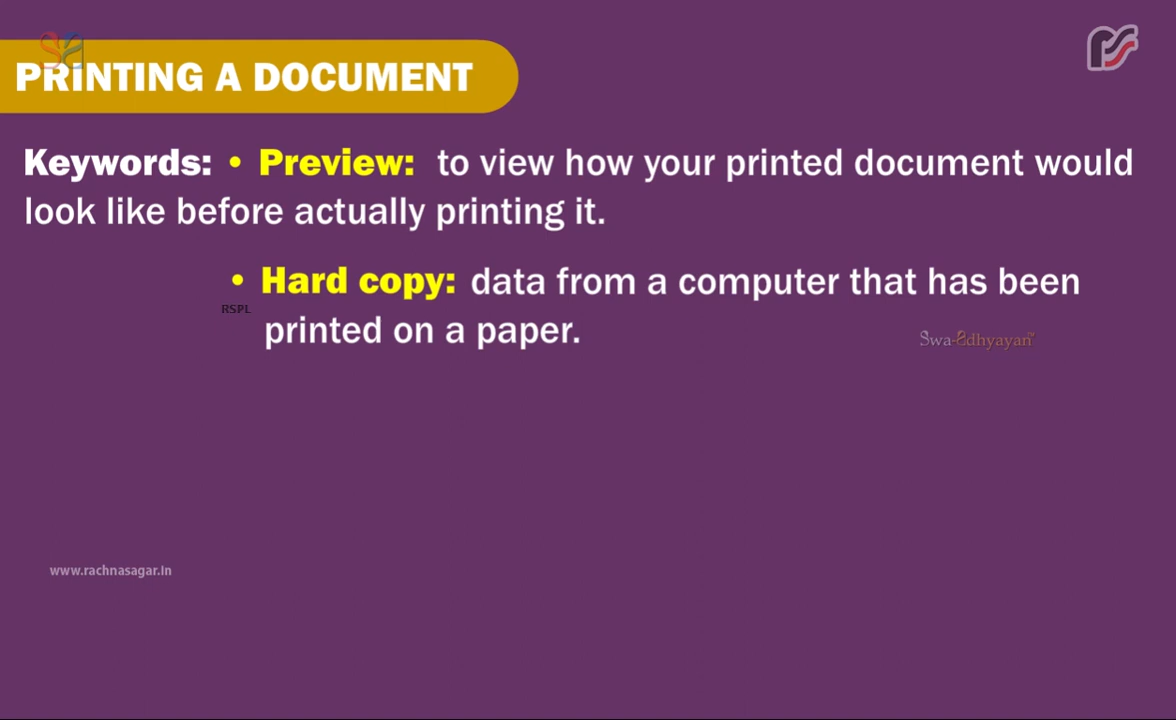 PRINTING A DOCUMENT
Keywords: • Preview: to view how your printed document would
look like before actually printing it.
• Hard copy: data from a computer that has been
RSPL
printed on a paper.
Swa-adhyayan™
www.rachnasagar.in